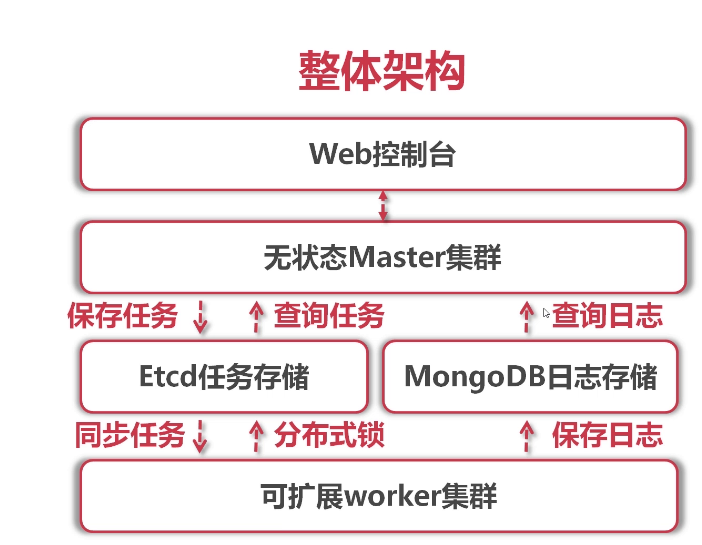 整体架构
Web控制台
无状态Master集群
保存任务 查询任务 查询日志
Etcd任务存储 MongoDB日志存储
同步任务 分布式锁 保存日志
可扩展worker集群